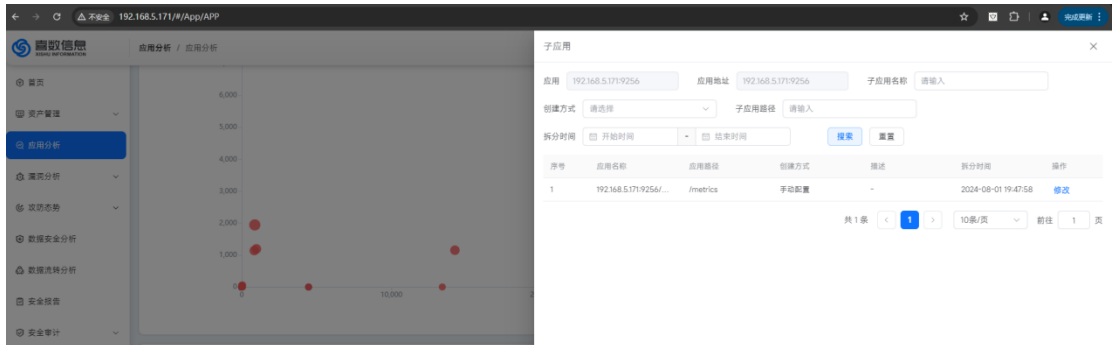 不安全 192.168.5.171/#/App/APP 完成更新
喜数信息
XISHU INFORMATION
应用分析 / 应用分析
首页
资产管理
应用分析
漏洞分析
攻防态势
数据安全分析
数据流转分析
安全报告
安全审计
6,000
5,000
4,000
3,000
2,000
1,000
0
0 10,000 2
子应用
应用 192.168.5.171:9256 应用地址 192.168.5.171:9256 子应用名称 请输入
创建方式 请选择 子应用路径 请输入
拆分时间 开始时间 - 结束时间 搜索 重置
序号 应用名称 应用路径 创建方式 描述 拆分时间 操作
1 192.168.5.171:9256/... /metrics 手动配置 - 2024-08-01 19:47:58 修改
共 1 条 < 1 > 10条/页 前往 1 页